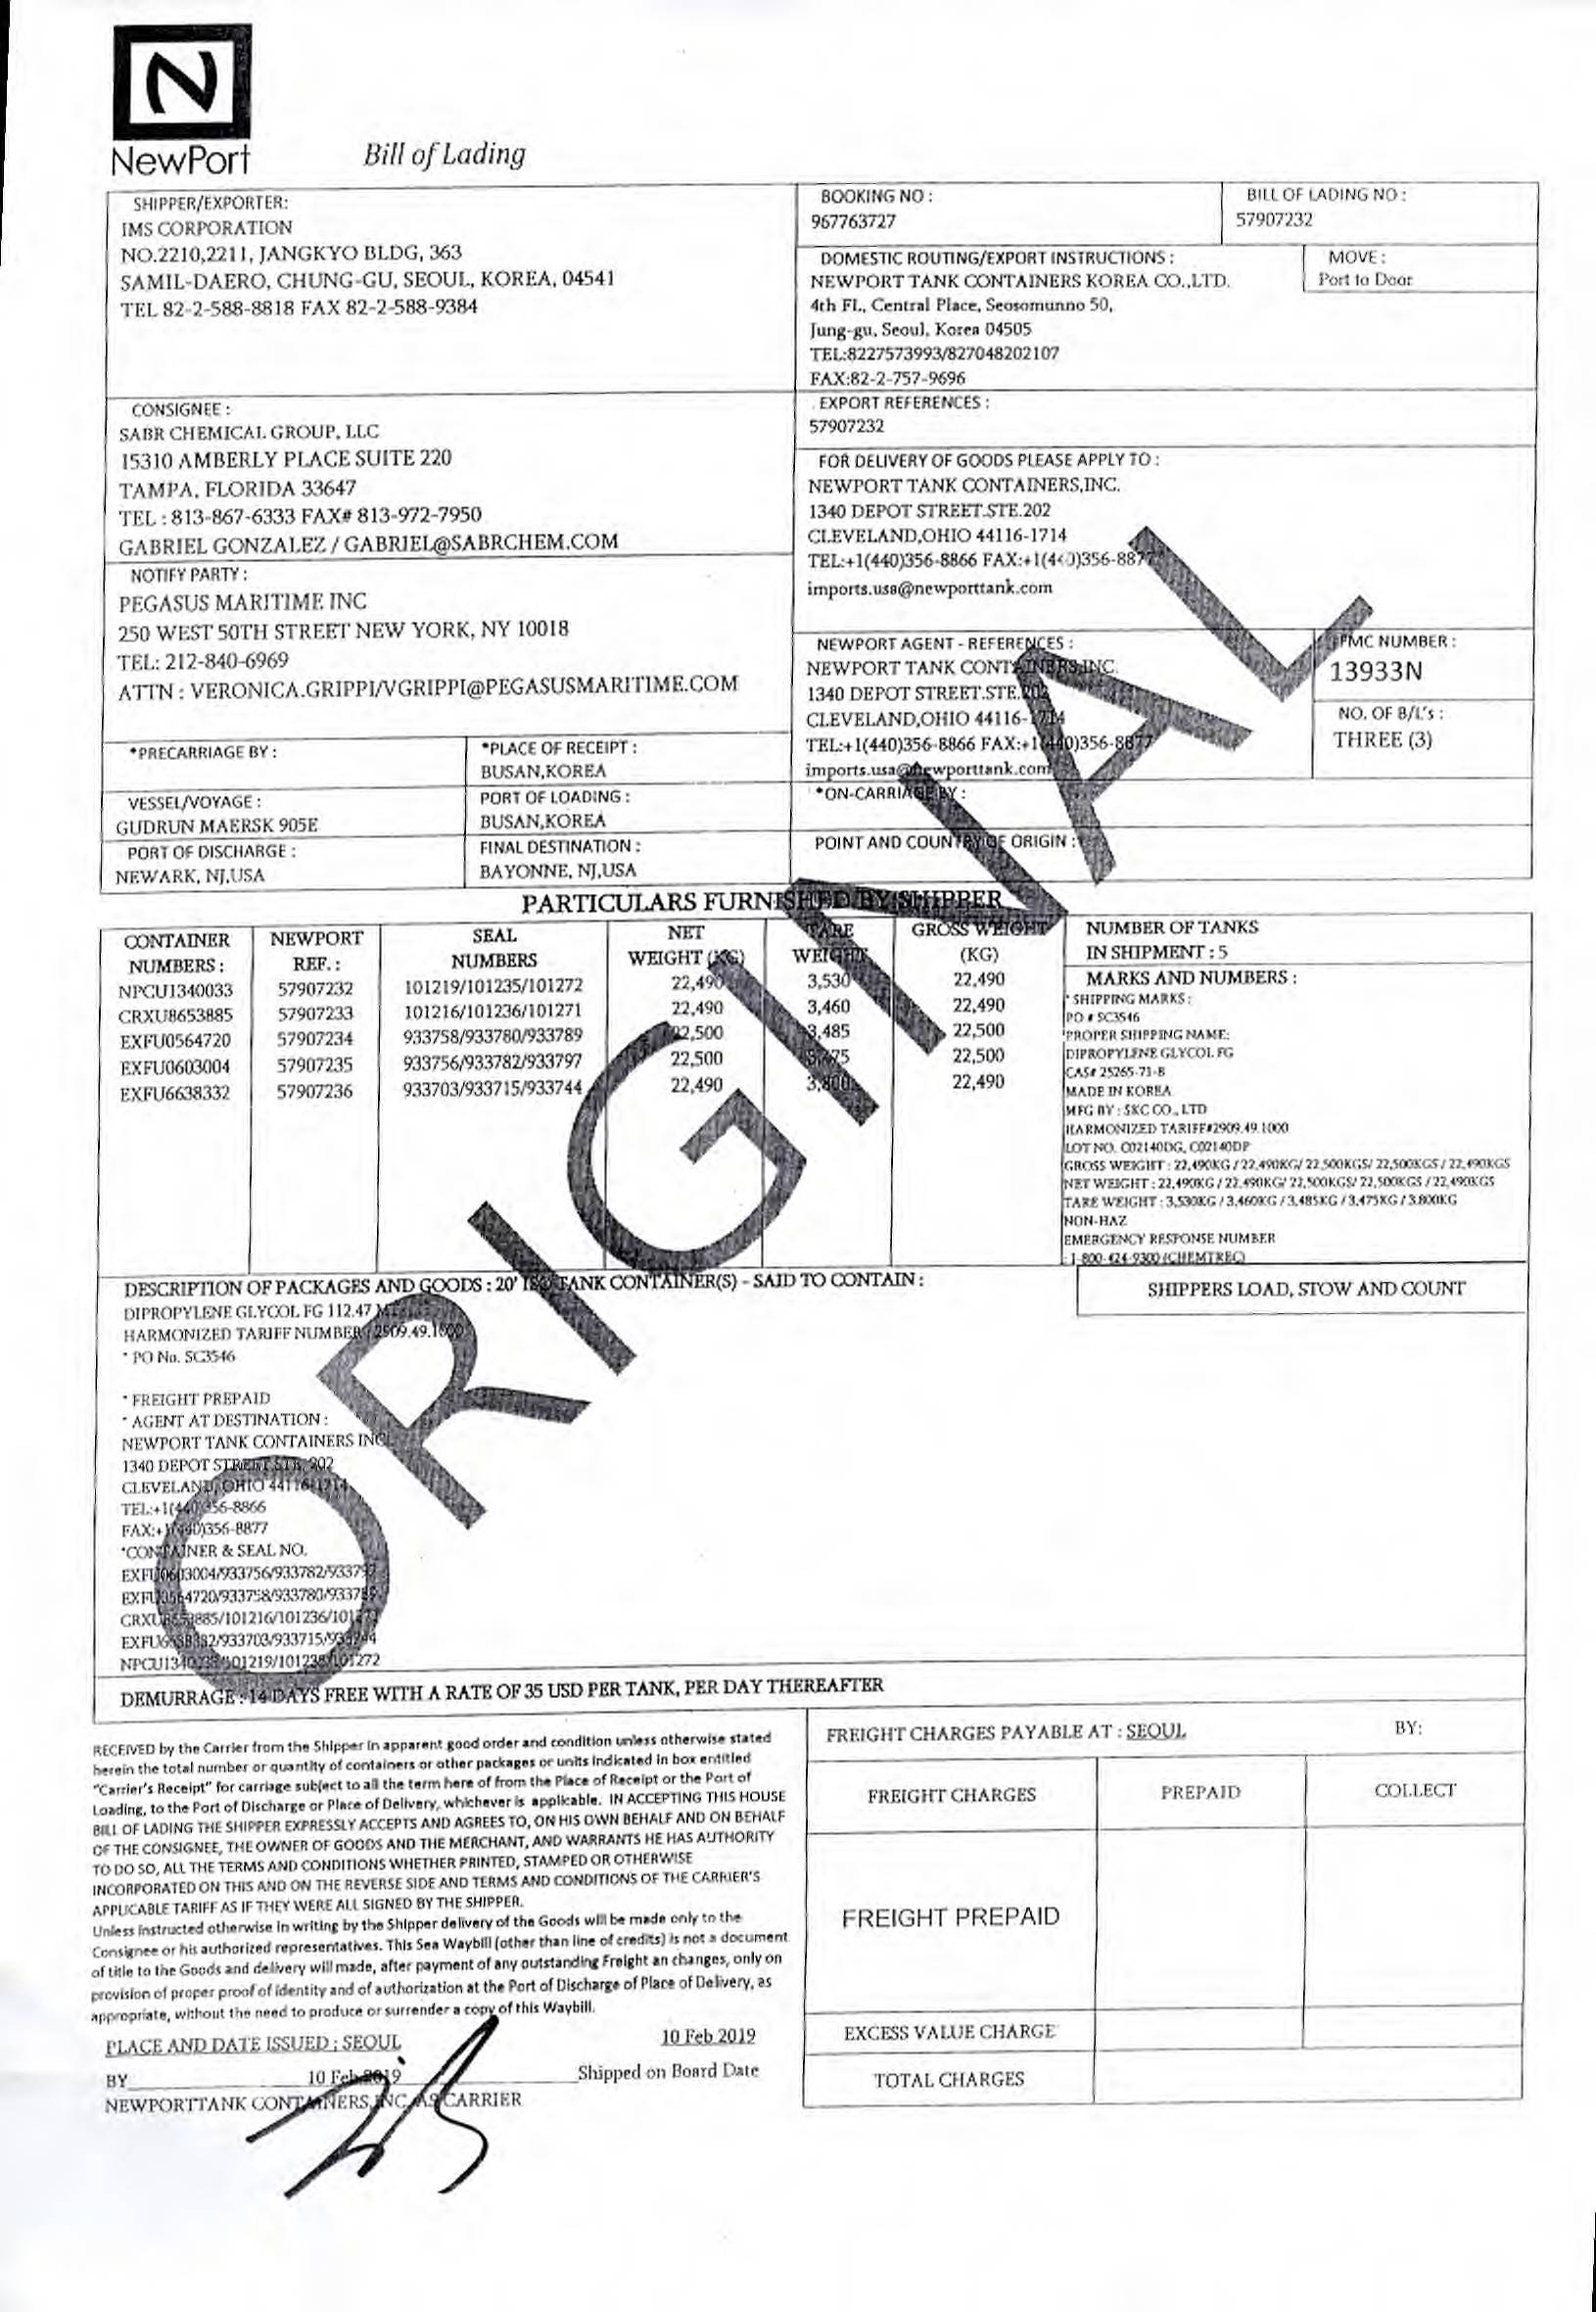 N
NewPort
Bill of Lading
SHIPPER/EXPORTER:
IMS CORPORATION
NO.2210,2211, JANGKYO BLDG, 363
SAMIL-DAERO, CHUNG-GU, SEOUL, KOREA, 04541
TEL 82-2-588-8818 FAX 82-2-588-9384
BOOKING NO :
967763727
BILL OF LADING NO :
57907232
DOMESTIC ROUTING/EXPORT INSTRUCTIONS :
NEWPORT TANK CONTAINERS KOREA CO.,LTD.
4th Fl., Central Place, Seosomunno 50,
Jung-gu, Seoul, Korea 04505
TEL:8227573993/827048202107
FAX:82-2-757-9696
MOVE :
Port to Door
CONSIGNEE :
SABR CHEMICAL GROUP, LLC
15310 AMBERLY PLACE SUITE 220
TAMPA, FLORIDA 33647
TEL : 813-867-6333 FAX# 813-972-7950
GABRIEL GONZALEZ / GABRIEL@SABRCHEM.COM
EXPORT REFERENCES :
57907232
FOR DELIVERY OF GOODS PLEASE APPLY TO :
NEWPORT TANK CONTAINERS,INC.
1340 DEPOT STREET.STE.202
CLEVELAND,OHIO 44116-1714
TEL:+1(440)356-8866 FAX:+1(440)356-8877
imports.usa@newporttank.com
NOTIFY PARTY :
PEGASUS MARITIME INC
250 WEST 50TH STREET NEW YORK, NY 10018
TEL: 212-840-6969
ATTN : VERONICA.GRIPPI/VGRIPPI@PEGASUSMARITIME.COM
NEWPORT AGENT - REFERENCES :
NEWPORT TANK CONTAINERS,INC.
1340 DEPOT STREET.STE.202
CLEVELAND,OHIO 44116-1714
TEL:+1(440)356-8866 FAX:+1(440)356-8877
imports.usa@newporttank.com
FMC NUMBER :
13933N
NO. OF B/L's :
THREE (3)
*PRECARRIAGE BY :
*PLACE OF RECEIPT :
BUSAN,KOREA
VESSEL/VOYAGE :
GUDRUN MAERSK 905E
PORT OF LOADING :
BUSAN,KOREA
*ON-CARRIAGE BY :
PORT OF DISCHARGE :
NEWARK, NJ,USA
FINAL DESTINATION :
BAYONNE, NJ,USA
POINT AND COUNTRY OF ORIGIN :
PARTICULARS FURNISHED BY SHIPPER
CONTAINER NUMBERS : NEWPORT REF. : SEAL NUMBERS NET WEIGHT (KG) TARE WEIGHT GROSS WEIGHT (KG)
NPCU1340033 57907232 101219/101235/101272 22,490 3,530 22,490
CRXU8653885 57907233 101216/101236/101271 22,490 3,460 22,490
EXFU0564720 57907234 933758/933780/933789 22,500 3,485 22,500
EXFU0603004 57907235 933756/933782/933797 22,500 3,475 22,500
EXFU6638332 57907236 933703/933715/933744 22,490 3,800 22,490
NUMBER OF TANKS
IN SHIPMENT : 5
MARKS AND NUMBERS :
* SHIPPING MARKS :
PO # SC3546
*PROPER SHIPPING NAME:
DIPROPYLENE GLYCOL FG
CAS# 25265-71-8
MADE IN KOREA
MFG BY : SKC CO., LTD
HARMONIZED TARIFF#2909.49.1000
LOT NO. C02140DG, C02140DP
GROSS WEIGHT : 22,490KG / 22,490KG/ 22,500KGS/ 22,500KGS / 22,490KGS
NET WEIGHT : 22,490KG / 22,490KG/ 22,500KGS/ 22,500KGS / 22,490KGS
TARE WEIGHT : 3,530KG / 3,460KG / 3,485KG / 3,475KG / 3,800KG
NON-HAZ
EMERGENCY RESPONSE NUMBER
: 1-800-424-9300 (CHEMTREC)
DESCRIPTION OF PACKAGES AND GOODS : 20' ISO TANK CONTAINER(S) - SAID TO CONTAIN :
SHIPPERS LOAD, STOW AND COUNT
DIPROPYLENE GLYCOL FG 112.47
HARMONIZED TARIFF NUMBER : 2909.49.1000
* PO No. SC3546
* FREIGHT PREPAID
* AGENT AT DESTINATION :
NEWPORT TANK CONTAINERS INC.
1340 DEPOT STREET.STE. 202
CLEVELAND, OHIO 44116-1714
TEL:+1(440)356-8866
FAX:+1(440)356-8877
*CONTAINER & SEAL NO.
EXFU0603004/933756/933782/933797
EXFU0564720/933758/933780/933789
CRXU8653885/101216/101236/101271
EXFU6638332/933703/933715/933744
NPCU1340033/101219/101235/101272
ORIGINAL
DEMURRAGE : 14 DAYS FREE WITH A RATE OF 35 USD PER TANK, PER DAY THEREAFTER
RECEIVED by the Carrier from the Shipper in apparent good order and condition unless otherwise stated
herein the total number or quantity of containers or other packages or units indicated in box entitled
"Carrier's Receipt" for carriage subject to all the term here of from the Place of Receipt or the Port of
Loading, to the Port of Discharge or Place of Delivery, whichever is applicable. IN ACCEPTING THIS HOUSE
BILL OF LADING THE SHIPPER EXPRESSLY ACCEPTS AND AGREES TO, ON HIS OWN BEHALF AND ON BEHALF
OF THE CONSIGNEE, THE OWNER OF GOODS AND THE MERCHANT, AND WARRANTS HE HAS AUTHORITY
TO DO SO, ALL THE TERMS AND CONDITIONS WHETHER PRINTED, STAMPED OR OTHERWISE
INCORPORATED ON THIS AND ON THE REVERSE SIDE AND TERMS AND CONDITIONS OF THE CARRIER'S
APPLICABLE TARIFF AS IF THEY WERE ALL SIGNED BY THE SHIPPER.
Unless instructed otherwise in writing by the Shipper delivery of the Goods will be made only to the
Consignee or his authorized representatives. This Sea Waybill (other than line of credits) is not a document
of title to the Goods and delivery will made, after payment of any outstanding Freight an changes, only on
provision of proper proof of identity and of authorization at the Port of Discharge of Place of Delivery, as
appropriate, without the need to produce or surrender a copy of this Waybill.
PLACE AND DATE ISSUED : SEOUL
10 Feb 2019
BY 10 Feb 2019
Shipped on Board Date
NEWPORTTANK CONTAINERS,INC. AS CARRIER
FREIGHT CHARGES PAYABLE AT : SEOUL BY:
FREIGHT CHARGES PREPAID COLLECT
FREIGHT PREPAID
EXCESS VALUE CHARGE
TOTAL CHARGES